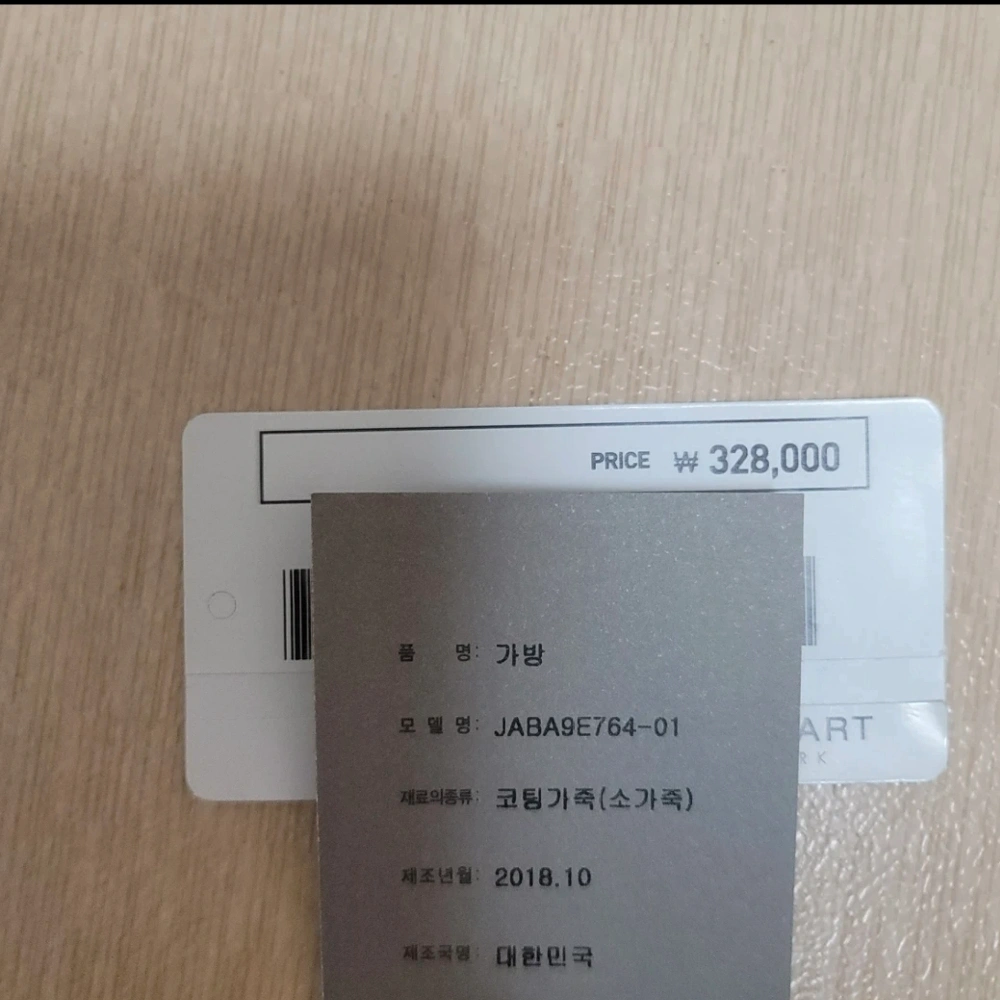 PRICE ₩ 328,000
품 명: 가방
모델명: JABA9E764-01
ART
RK
재료의종류: 코팅가죽(소가죽)
제조년월: 2018.10
제조국명: 대한민국